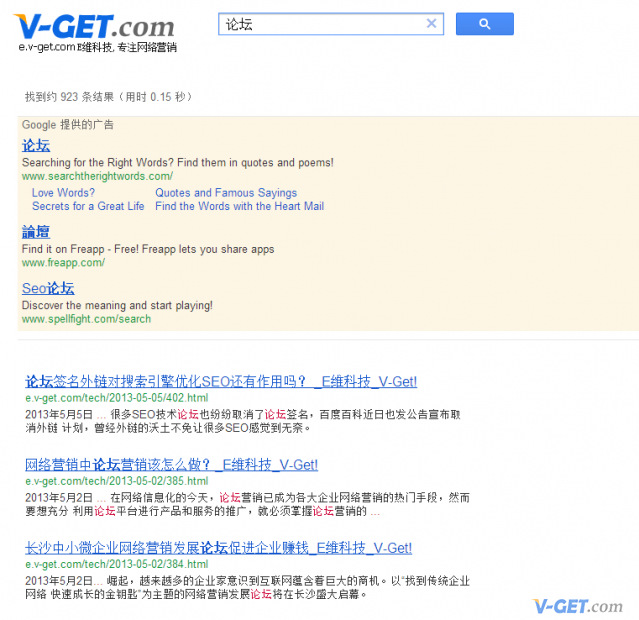 V-GET.com
e.v-get.com E维科技, 专注网络营销
论坛
找到约 923 条结果（用时 0.15 秒）
Google 提供的广告
论坛
Searching for the Right Words? Find them in quotes and poems!
www.searchtherightwords.com/
Love Words? Quotes and Famous Sayings
Secrets for a Great Life Find the Words with the Heart Mail
論壇
Find it on Freapp - Free! Freapp lets you share apps
www.freapp.com/
Seo论坛
Discover the meaning and start playing!
www.spellfight.com/search
论坛签名外链对搜索引擎优化SEO还有作用吗？ _E维科技_V-Get!
e.v-get.com/tech/2013-05-05/402.html
2013年5月5日 ... 很多SEO技术论坛也纷纷取消了论坛签名，百度百科近日也发公告宣布取
消外链 计划，曾经外链的沃土不免让很多SEO感觉到无奈。
网络营销中论坛营销该怎么做？_E维科技_V-Get!
e.v-get.com/tech/2013-05-02/385.html
2013年5月2日 ... 在网络信息化的今天，论坛营销已成为各大企业网络营销的热门手段，然而
要想充分 利用论坛平台进行产品和服务的推广，就必须掌握论坛营销的 ...
长沙中小微企业网络营销发展论坛促进企业赚钱_E维科技_V-Get!
e.v-get.com/tech/2013-05-02/384.html
2013年5月2日... 崛起，越来越多的企业家意识到互联网蕴含着巨大的商机。以“找到传统企业
网络 快速成长的金钥匙”为主题的网络营销发展论坛将在长沙盛大启幕。
V-GET.com